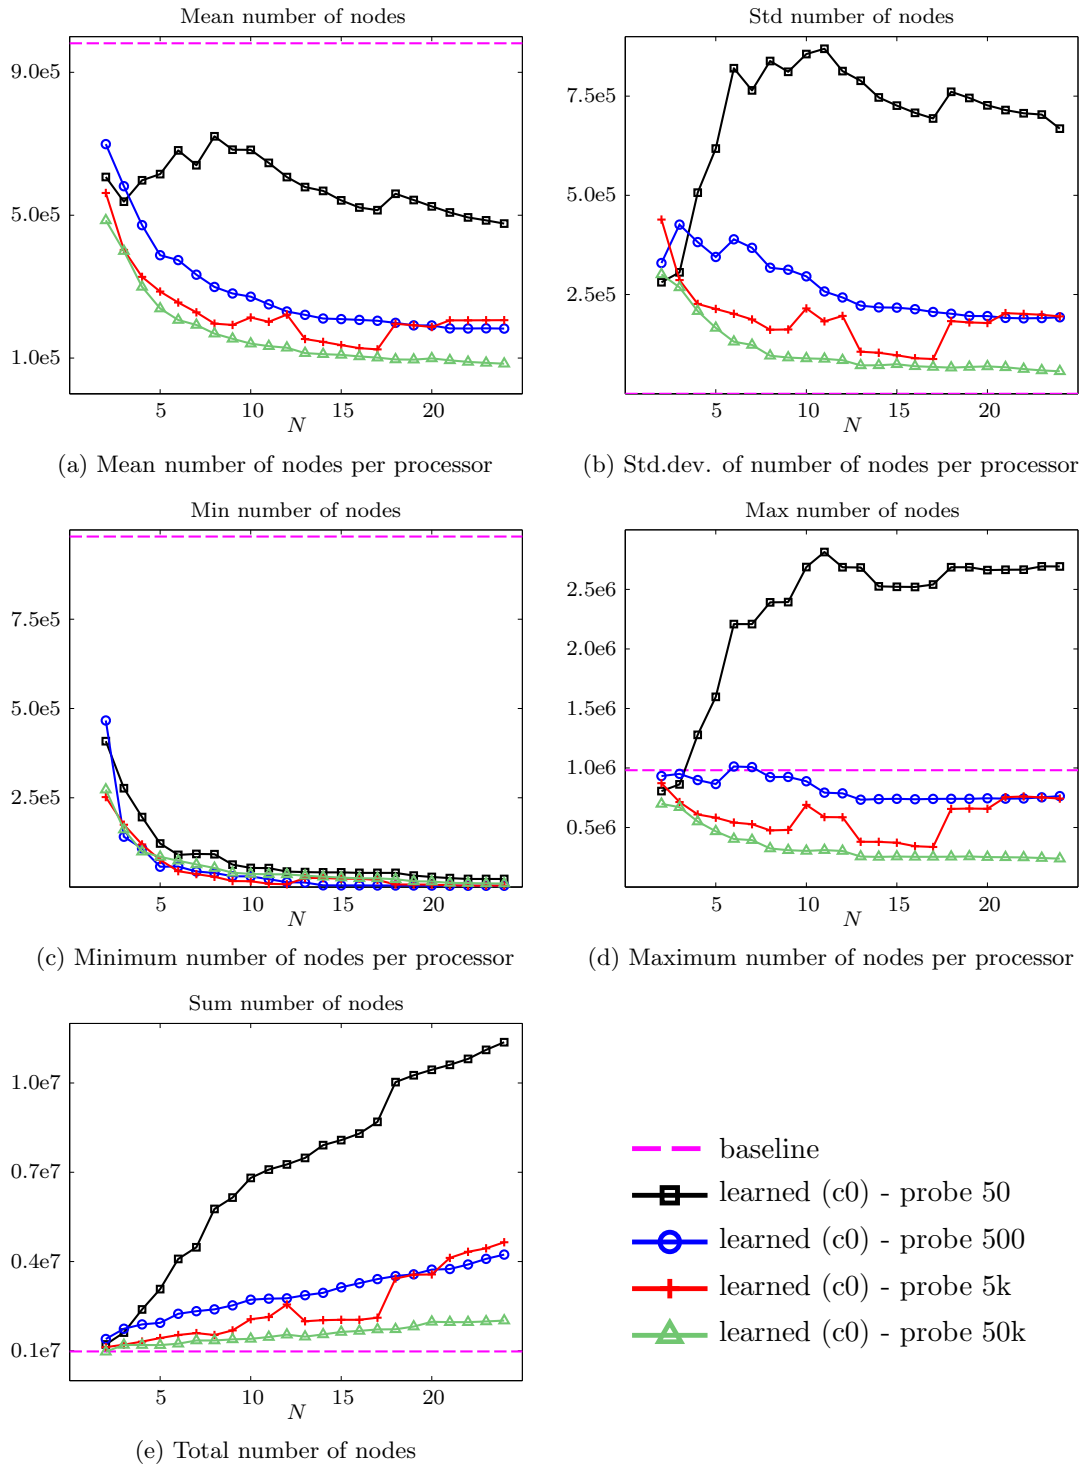 Mean number of nodes
9.0e5
5.0e5
1.0e5
5 10 15 20
N
(a) Mean number of nodes per processor
Std number of nodes
7.5e5
5.0e5
2.5e5
5 10 15 20
N
(b) Std.dev. of number of nodes per processor
Min number of nodes
7.5e5
5.0e5
2.5e5
5 10 15 20
N
(c) Minimum number of nodes per processor
Max number of nodes
2.5e6
2.0e6
1.5e6
1.0e6
0.5e6
5 10 15 20
N
(d) Maximum number of nodes per processor
Sum number of nodes
1.0e7
0.7e7
0.4e7
0.1e7
5 10 15 20
N
(e) Total number of nodes
baseline
learned (c0) - probe 50
learned (c0) - probe 500
learned (c0) - probe 5k
learned (c0) - probe 50k